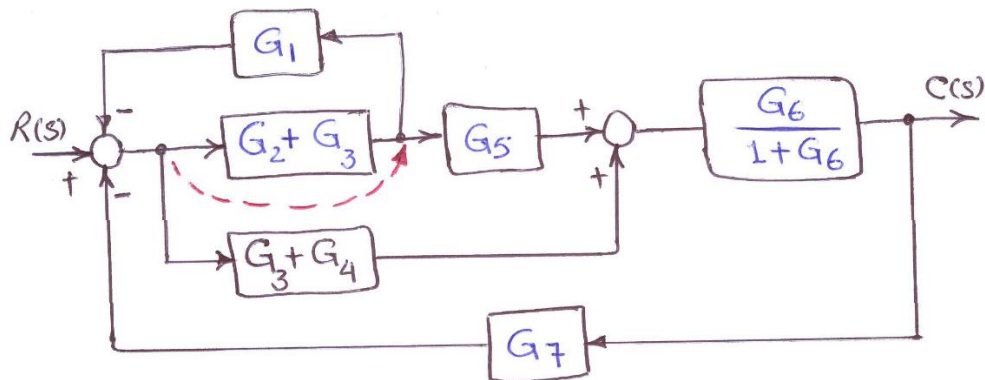 G1
−
R(S)
+
−
G2 + G3
G5
+
+
G6
1 + G6
C(S)
G3 + G4
G7